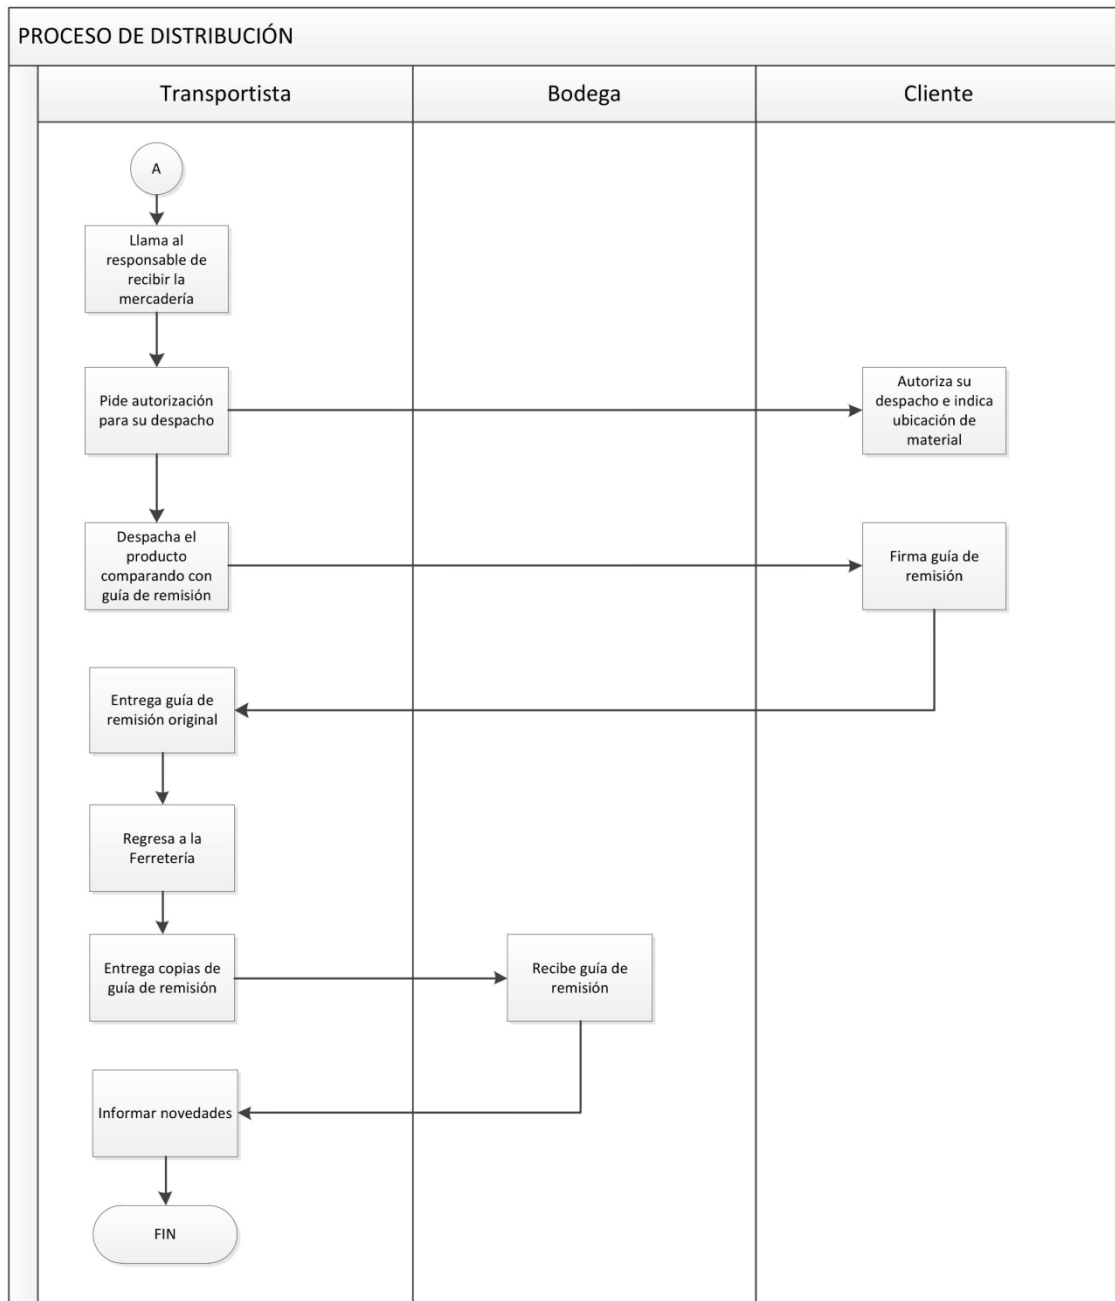 PROCESO DE DISTRIBUCIÓN
Transportista
Bodega
Cliente
A
Llama al
responsable de
recibir la
mercadería
Pide autorización
para su despacho
Autoriza su
despacho e indica
ubicación de
material
Despacha el
producto
comparando con
guía de remisión
Firma guía de
remisión
Entrega guía de
remisión original
Regresa a la
Ferretería
Entrega copias de
guía de remisión
Recibe guía de
remisión
Informar novedades
FIN